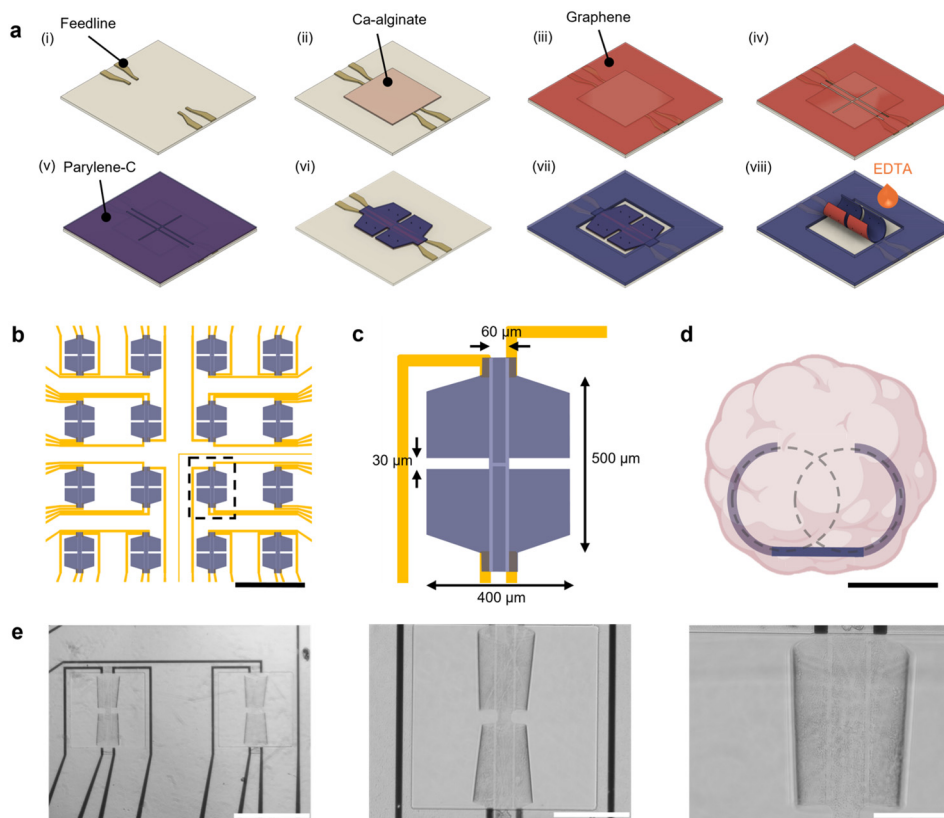 a
Feedline
Ca-alginate
Graphene
(i)
(ii)
(iii)
(iv)
Parylene-C
EDTA
(v)
(vi)
(vii)
(viii)
b
c
d
60 µm
30 µm
500 µm
400 µm
e